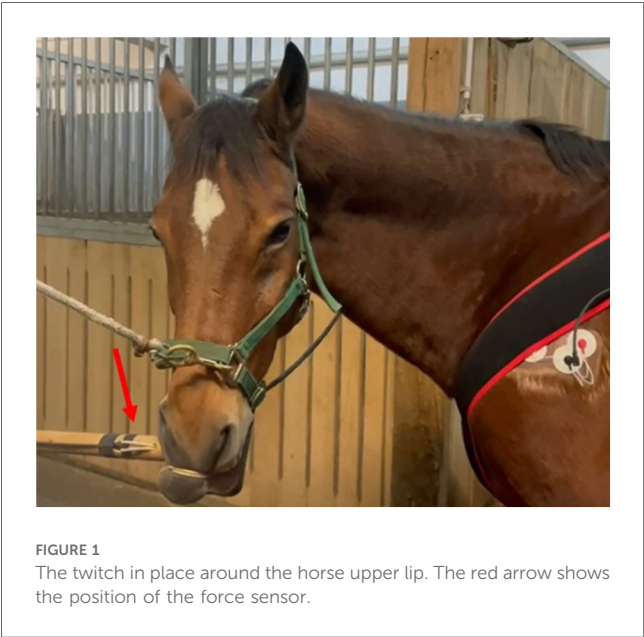 FIGURE 1
The twitch in place around the horse upper lip. The red arrow shows
the position of the force sensor.